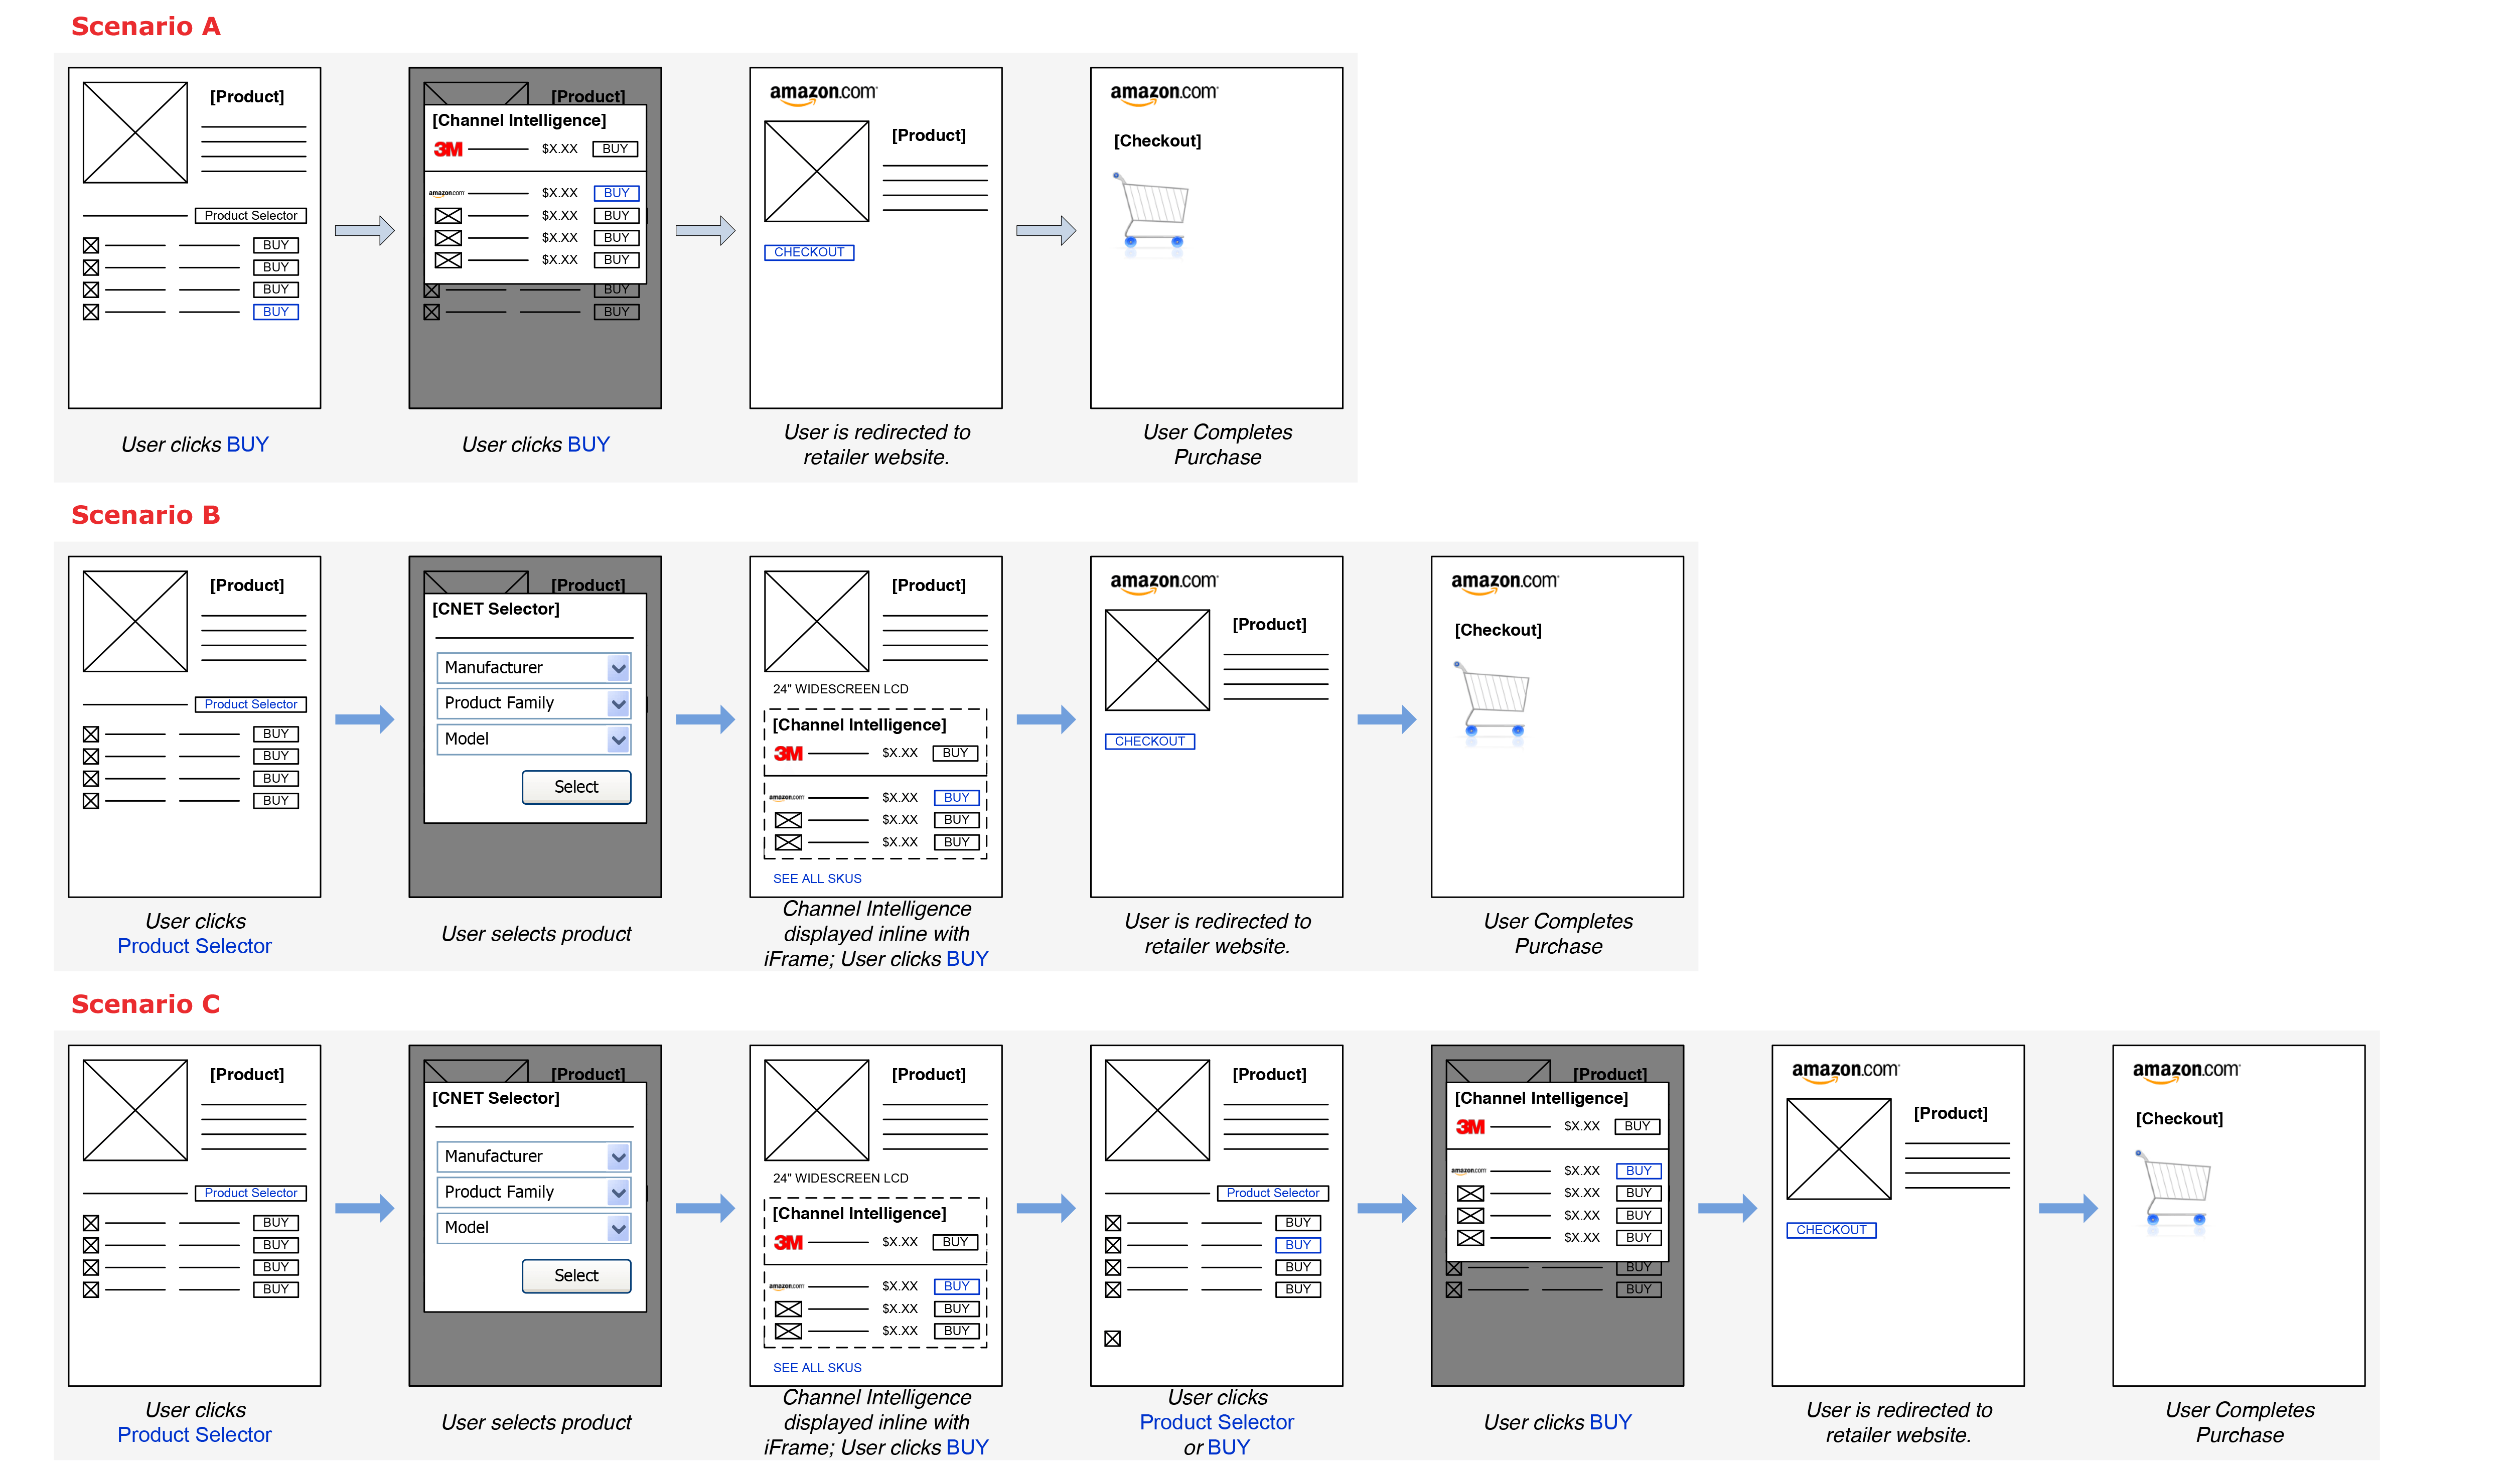 Scenario A
[Product]
Product Selector
BUY
BUY
BUY
BUY
User clicks BUY
[Product]
[Channel Intelligence]
3M $X.XX BUY
amazon.com $X.XX BUY
$X.XX BUY
$X.XX BUY
$X.XX BUY
BUY
BUY
User clicks BUY
amazon.com
[Product]
CHECKOUT
User is redirected to
retailer website.
amazon.com
[Checkout]
User Completes
Purchase
Scenario B
[Product]
Product Selector
BUY
BUY
BUY
BUY
User clicks
Product Selector
[Product]
[CNET Selector]
Manufacturer
Product Family
Model
Select
User selects product
[Product]
24" WIDESCREEN LCD
[Channel Intelligence]
3M $X.XX BUY
amazon.com $X.XX BUY
$X.XX BUY
$X.XX BUY
SEE ALL SKUS
Channel Intelligence
displayed inline with
iFrame; User clicks BUY
amazon.com
[Product]
CHECKOUT
User is redirected to
retailer website.
amazon.com
[Checkout]
User Completes
Purchase
Scenario C
[Product]
Product Selector
BUY
BUY
BUY
BUY
User clicks
Product Selector
[Product]
[CNET Selector]
Manufacturer
Product Family
Model
Select
User selects product
[Product]
24" WIDESCREEN LCD
[Channel Intelligence]
3M $X.XX BUY
amazon.com $X.XX BUY
$X.XX BUY
$X.XX BUY
SEE ALL SKUS
Channel Intelligence
displayed inline with
iFrame; User clicks BUY
[Product]
Product Selector
BUY
BUY
BUY
BUY
User clicks
Product Selector
or BUY
[Product]
[Channel Intelligence]
3M $X.XX BUY
amazon.com $X.XX BUY
$X.XX BUY
$X.XX BUY
$X.XX BUY
BUY
BUY
User clicks BUY
amazon.com
[Product]
CHECKOUT
User is redirected to
retailer website.
amazon.com
[Checkout]
User Completes
Purchase